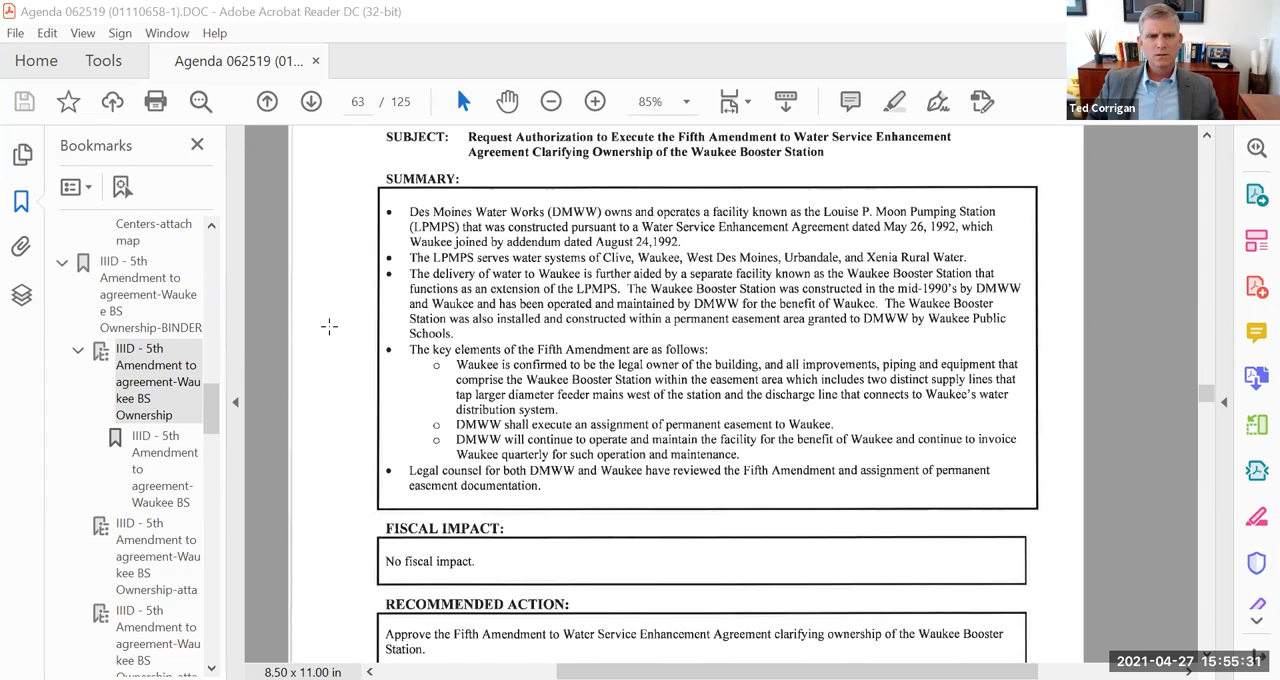 Agenda 062519 (01110658-1).DOC - Adobe Acrobat Reader DC (32-bit)
File Edit View Sign Window Help
Home Tools Agenda 062519 (01... ×
63 / 125 85%
Ted Corrigan
Bookmarks
Centers-attach
map
IIID - 5th
Amendment to
agreement-Wauke
e BS
Ownership-BINDER
IIID - 5th
Amendment to
agreement-Wau
kee BS
Ownership
IIID - 5th
Amendment
to
agreement-
Waukee BS
IIID - 5th
Amendment to
agreement-Wau
kee BS
Ownership-atta
IIID - 5th
Amendment to
agreement-Wau
kee BS
Ownership-atta
SUBJECT: Request Authorization to Execute the Fifth Amendment to Water Service Enhancement
Agreement Clarifying Ownership of the Waukee Booster Station
SUMMARY:
• Des Moines Water Works (DMWW) owns and operates a facility known as the Louise P. Moon Pumping Station
(LPMPS) that was constructed pursuant to a Water Service Enhancement Agreement dated May 26, 1992, which
Waukee joined by addendum dated August 24,1992.
• The LPMPS serves water systems of Clive, Waukee, West Des Moines, Urbandale, and Xenia Rural Water.
• The delivery of water to Waukee is further aided by a separate facility known as the Waukee Booster Station that
functions as an extension of the LPMPS. The Waukee Booster Station was constructed in the mid-1990's by DMWW
and Waukee and has been operated and maintained by DMWW for the benefit of Waukee. The Waukee Booster
Station was also installed and constructed within a permanent easement area granted to DMWW by Waukee Public
Schools.
• The key elements of the Fifth Amendment are as follows:
o Waukee is confirmed to be the legal owner of the building, and all improvements, piping and equipment that
comprise the Waukee Booster Station within the easement area which includes two distinct supply lines that
tap larger diameter feeder mains west of the station and the discharge line that connects to Waukee's water
distribution system.
o DMWW shall execute an assignment of permanent easement to Waukee.
o DMWW will continue to operate and maintain the facility for the benefit of Waukee and continue to invoice
Waukee quarterly for such operation and maintenance.
• Legal counsel for both DMWW and Waukee have reviewed the Fifth Amendment and assignment of permanent
easement documentation.
FISCAL IMPACT:
No fiscal impact.
RECOMMENDED ACTION:
Approve the Fifth Amendment to Water Service Enhancement Agreement clarifying ownership of the Waukee Booster
Station.
8.50 x 11.00 in
2021-04-27 15:55:31